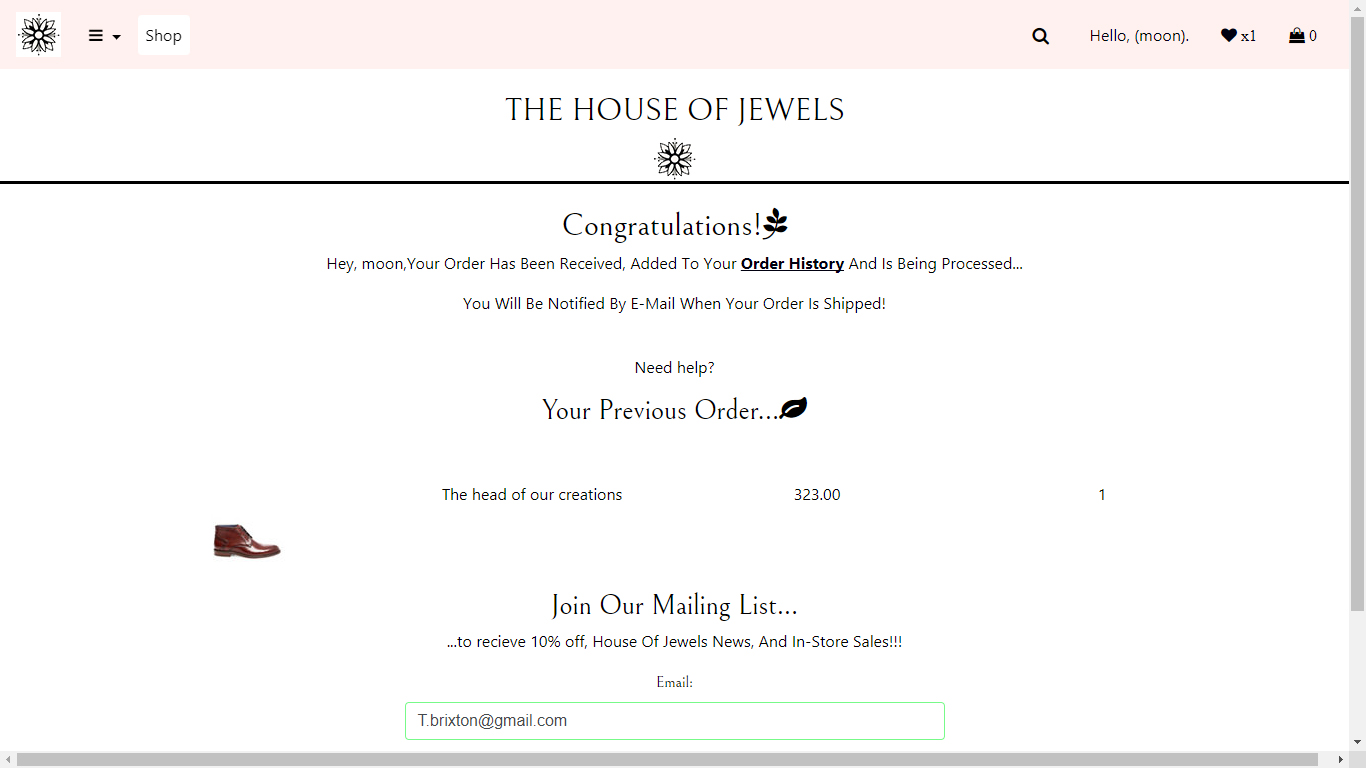 Shop
Hello, (moon).
x1
0
THE HOUSE OF JEWELS
Congratulations!
Hey, moon,Your Order Has Been Received, Added To Your Order History And Is Being Processed...
You Will Be Notified By E-Mail When Your Order Is Shipped!
Need help?
Your Previous Order...
The head of our creations 323.00 1
Join Our Mailing List...
...to recieve 10% off, House Of Jewels News, And In-Store Sales!!!
Email:
T.brixton@gmail.com